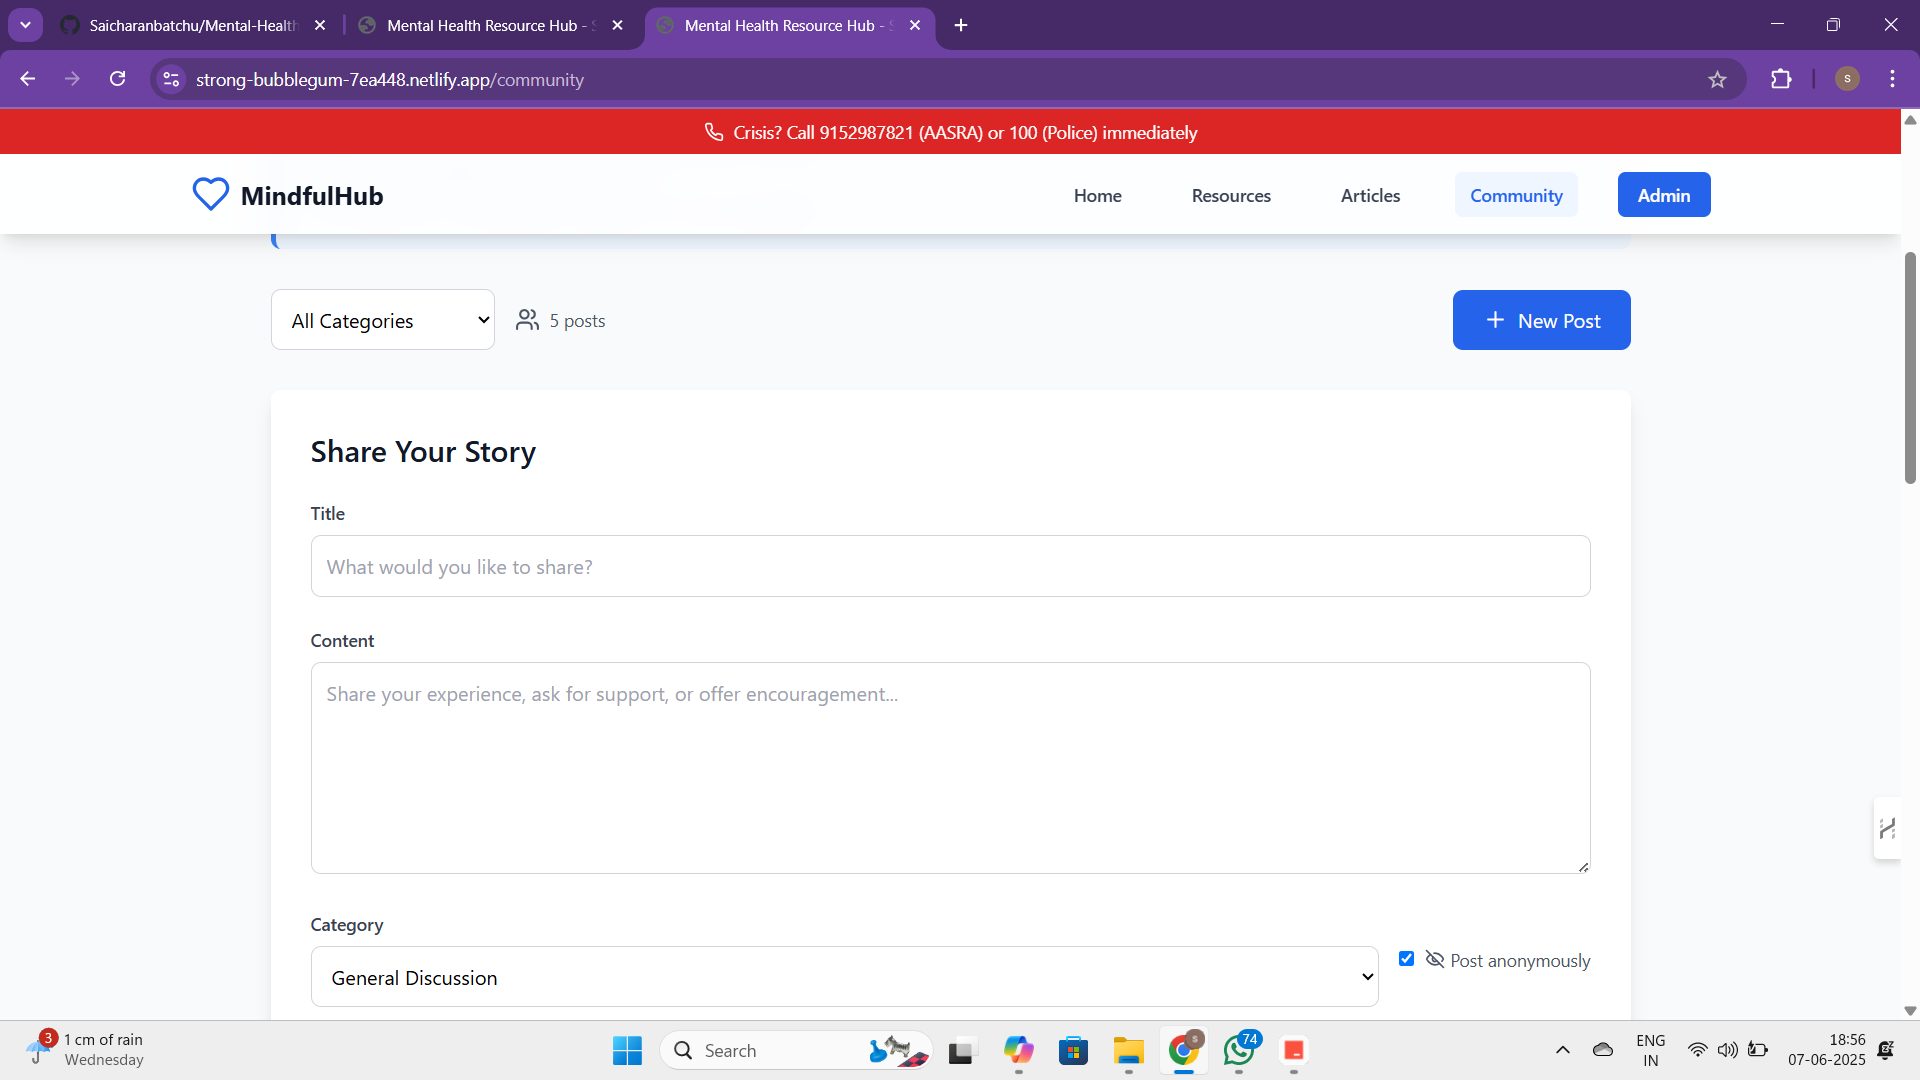 Saicharanbatchu/Mental-Health
Mental Health Resource Hub - S
Mental Health Resource Hub - S
strong-bubblegum-7ea448.netlify.app/community
S
Crisis? Call 9152987821 (AASRA) or 100 (Police) immediately
MindfulHub
Home
Resources
Articles
Community
Admin
All Categories
5 posts
New Post
Share Your Story
Title
What would you like to share?
Content
Share your experience, ask for support, or offer encouragement...
Category
General Discussion
Post anonymously
3
1 cm of rain
Wednesday
Search
S
74
ENG
IN
18:56
07-06-2025